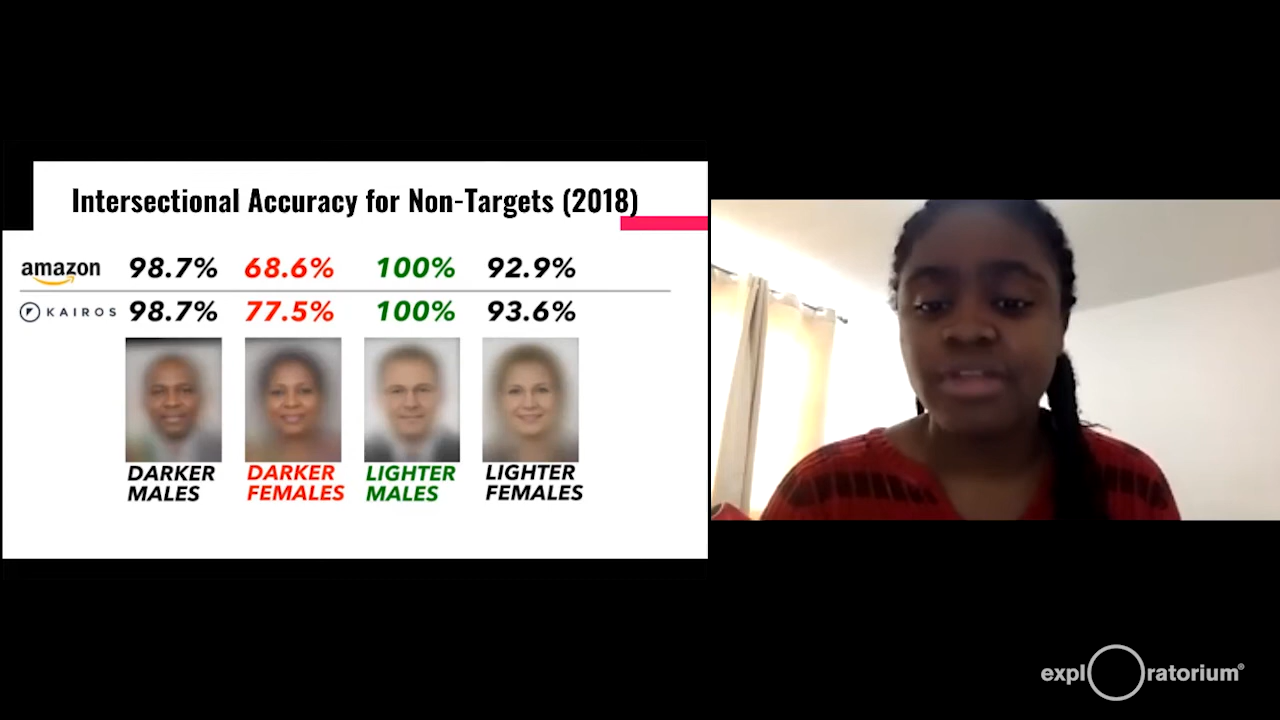 Intersectional Accuracy for Non-Targets (2018)
amazon 98.7% 68.6% 100% 92.9%
KAIROS 98.7% 77.5% 100% 93.6%
DARKER MALES
DARKER FEMALES
LIGHTER MALES
LIGHTER FEMALES
explOratorium®